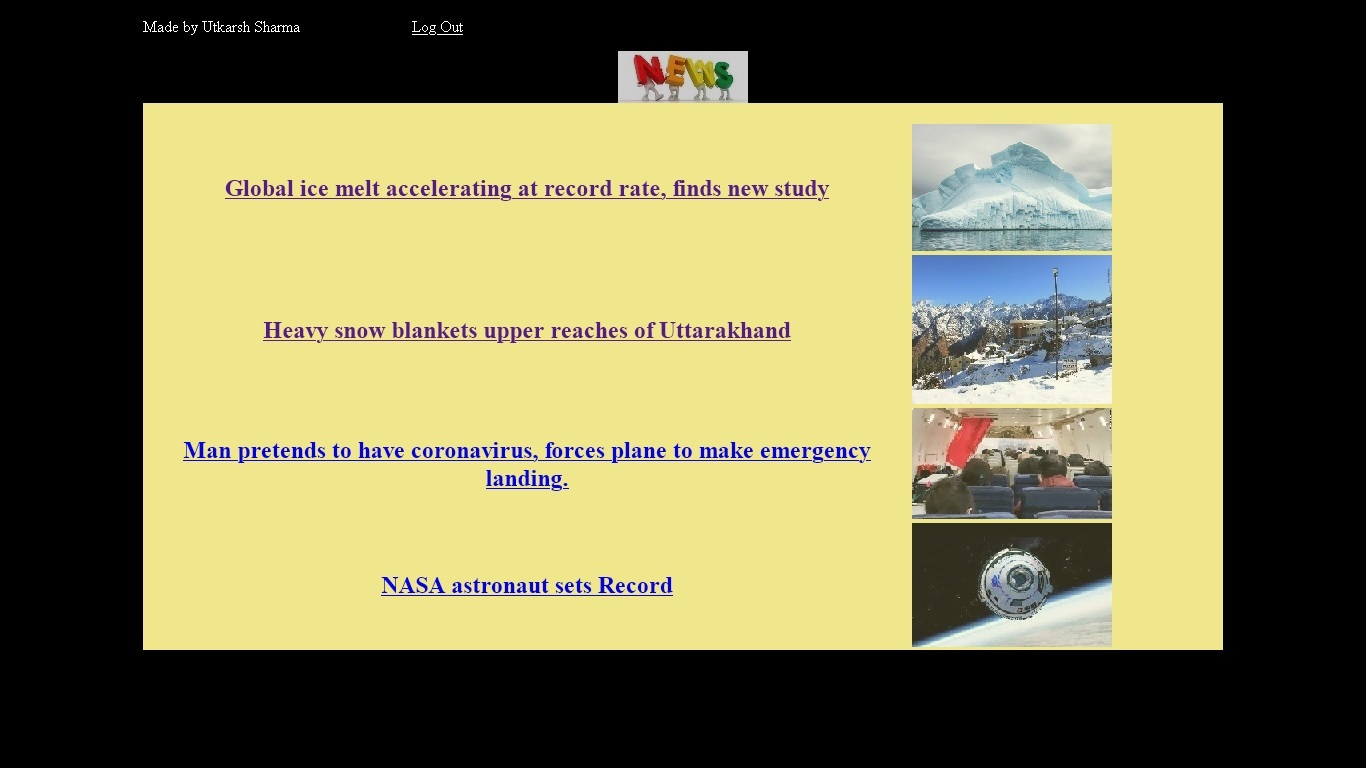 Made by Utkarsh Sharma
Log Out
NEWS
Global ice melt accelerating at record rate, finds new study
Heavy snow blankets upper reaches of Uttarakhand
Man pretends to have coronavirus, forces plane to make emergency
landing.
NASA astronaut sets Record